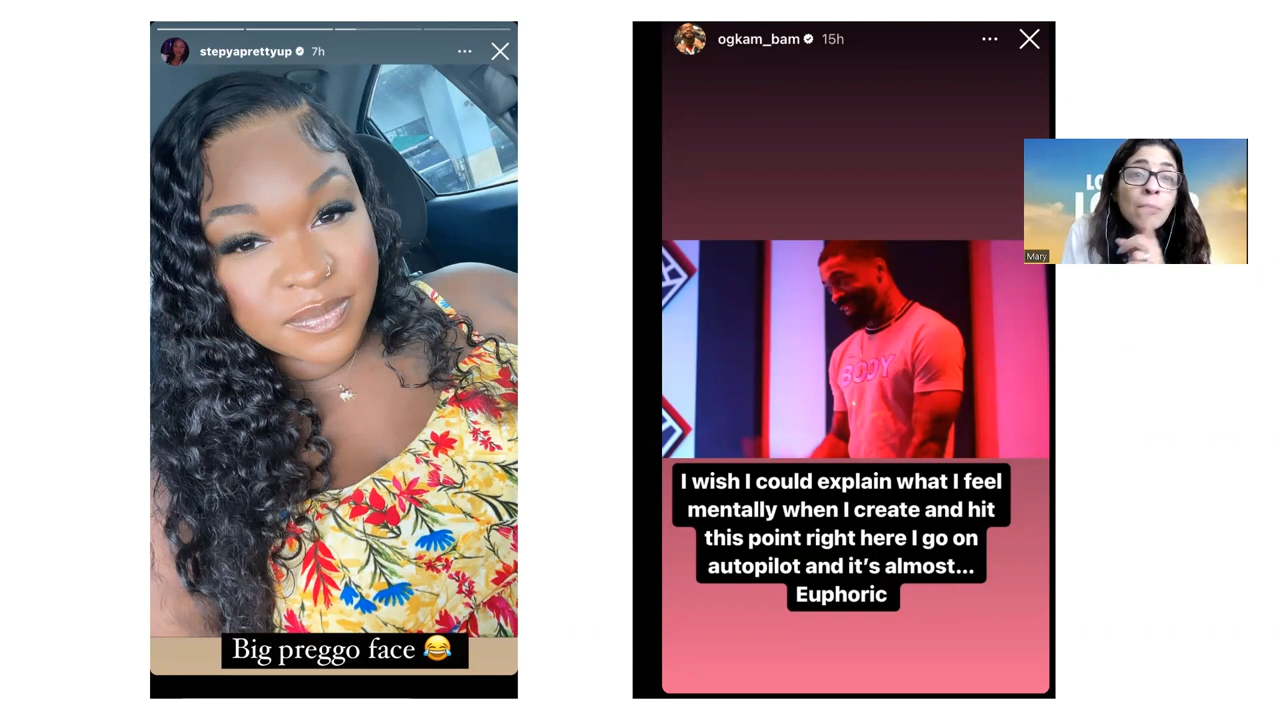 stepyaprettyup 7h
Big preggo face 😂
ogkam_bam 15h
BODY
I wish I could explain what I feel
mentally when I create and hit
this point right here I go on
autopilot and it's almost...
Euphoric
LO
Mary